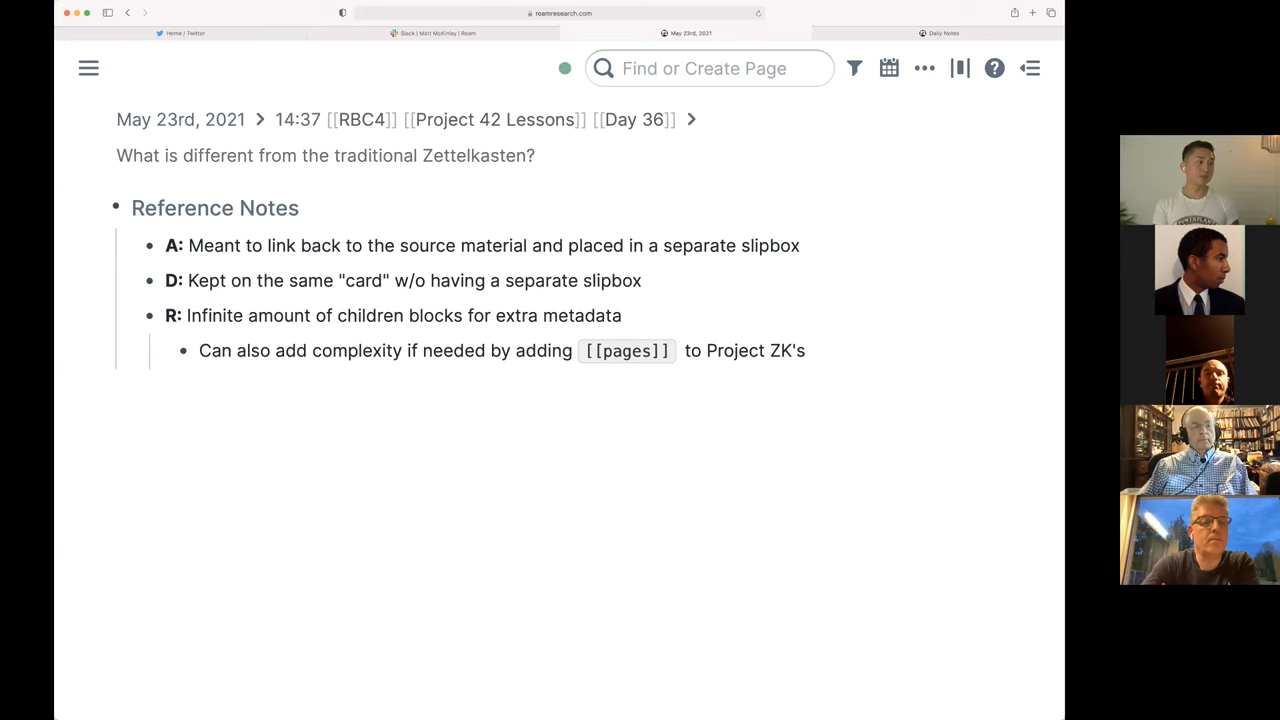 roamresearch.com
Home / Twitter
Slack | Matt McKinlay | Roam
May 23rd, 2021
Daily Notes
Find or Create Page
May 23rd, 2021 > 14:37 [[RBC4]] [[Project 42 Lessons]] [[Day 36]] >
What is different from the traditional Zettelkasten?
Reference Notes
A: Meant to link back to the source material and placed in a separate slipbox
D: Kept on the same "card" w/o having a separate slipbox
R: Infinite amount of children blocks for extra metadata
Can also add complexity if needed by adding [[pages]] to Project ZK's
POWERPLANT